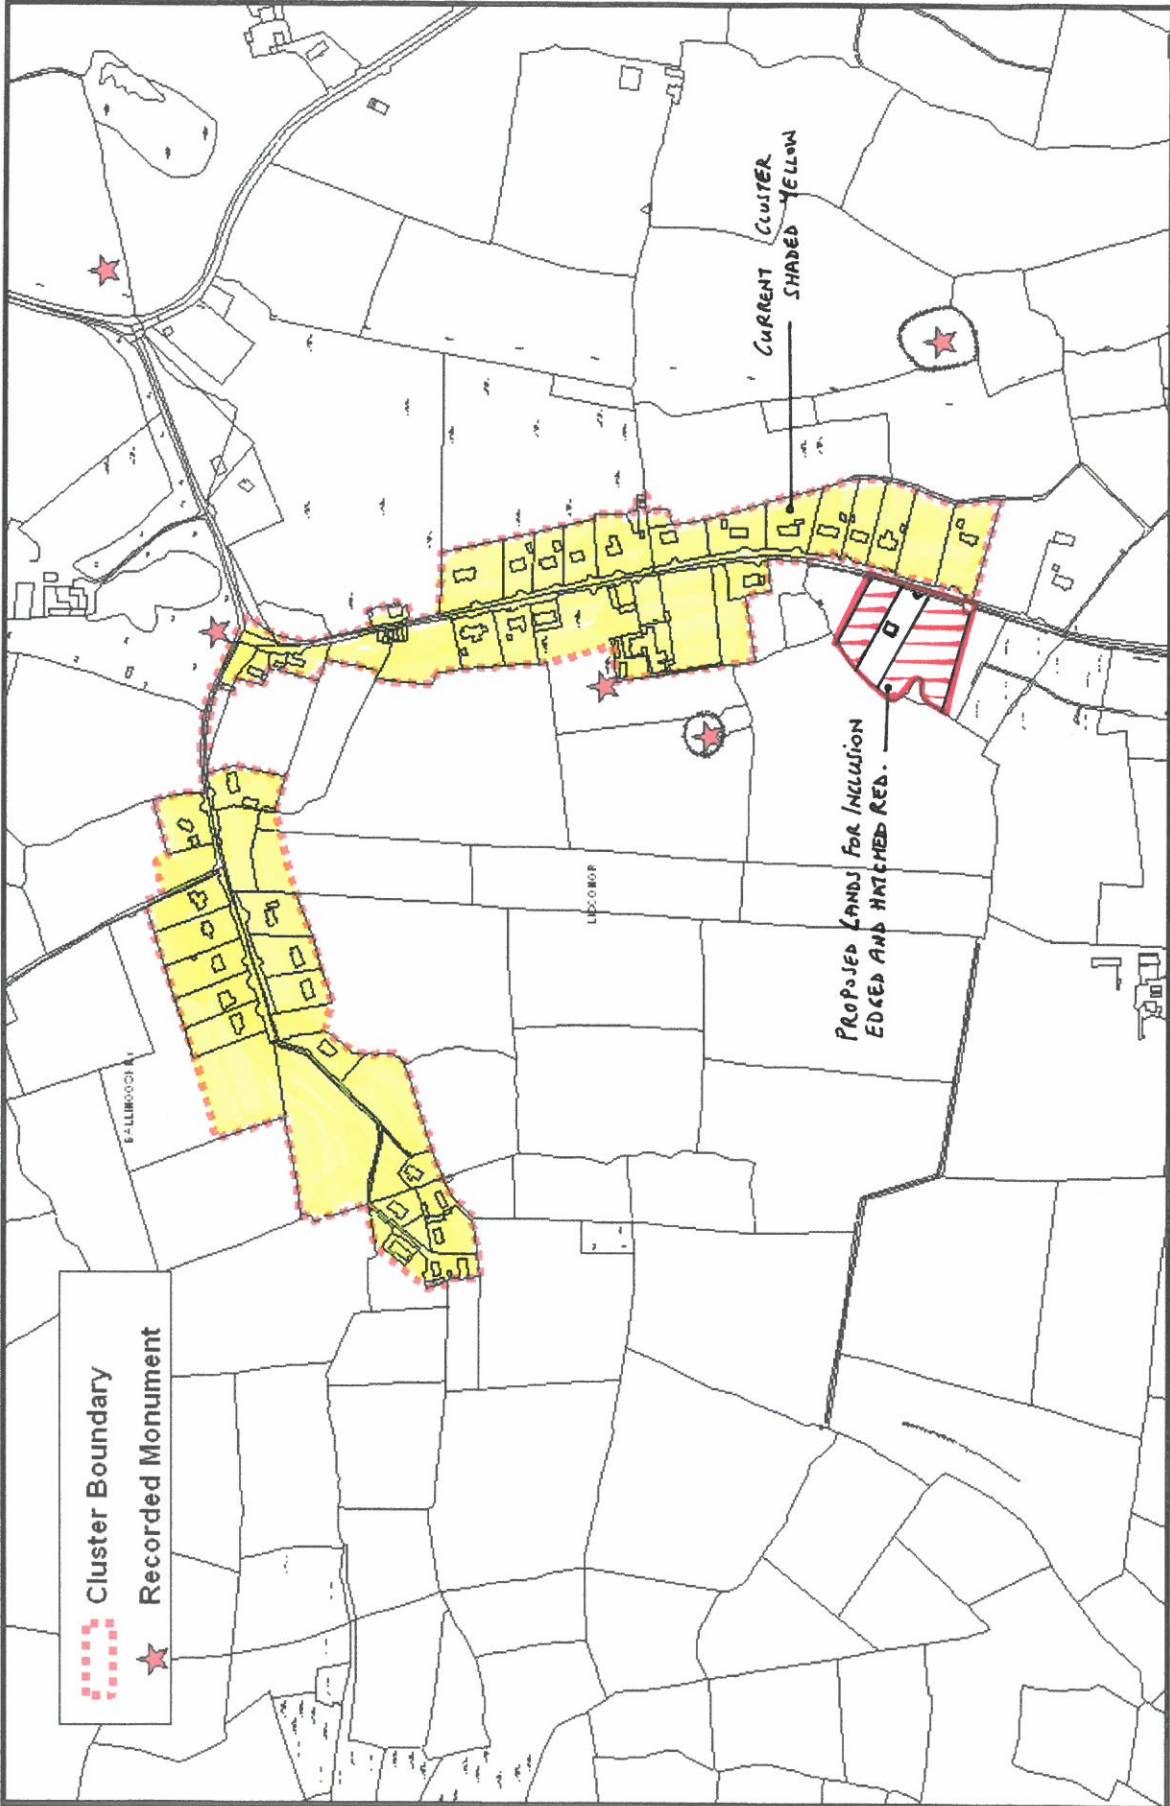 Cluster Boundary
Recorded Monument
CURRENT CLUSTER
SHADED YELLOW
PROPOSED LANDS FOR INCLUSION
EDGED AND HATCHED RED.